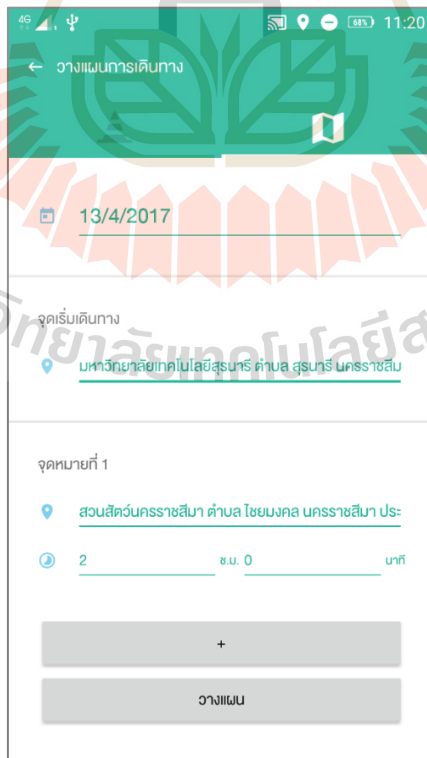 4G 68% 11:20
← วางแผนการเดินทาง
13/4/2017
จุดเริ่มเดินทาง
มหาวิทยาลัยเทคโนโลยีสุรนารี ตำบล สุรนารี นครราชสีม
จุดหมายที่ 1
สวนสัตว์นครราชสีมา ตำบล ไชยมงคล นครราชสีมา ประ
2 ช.ม. 0 นาที
+
วางแผน